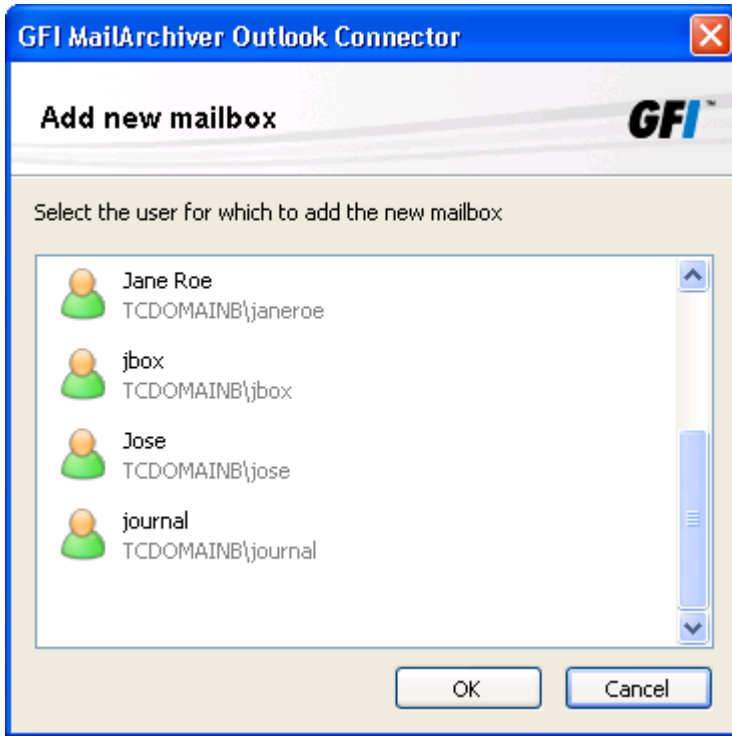 GFI MailArchiver Outlook Connector
Add new mailbox
GFI™
Select the user for which to add the new mailbox
Jane Roe
TCDOMAINB\janeroe
jbox
TCDOMAINB\jbox
Jose
TCDOMAINB\jose
journal
TCDOMAINB\journal
OK
Cancel